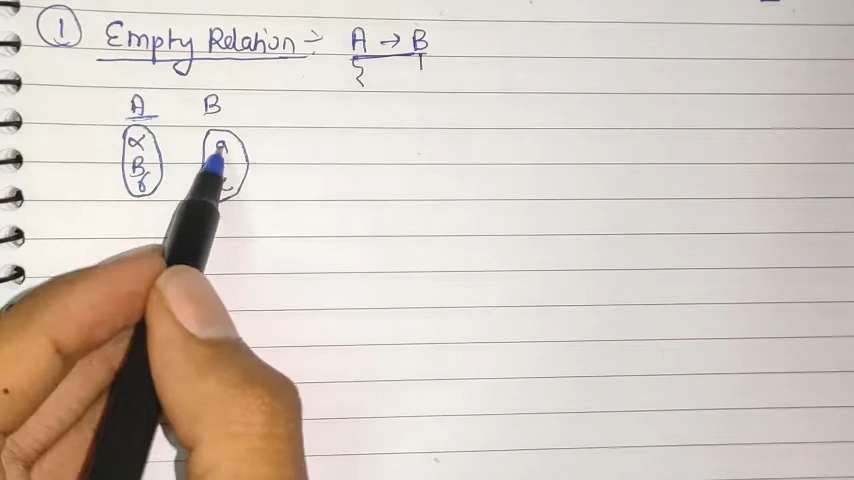 1 Empty Relation :- A → B
{
A B
α a
B
γ c